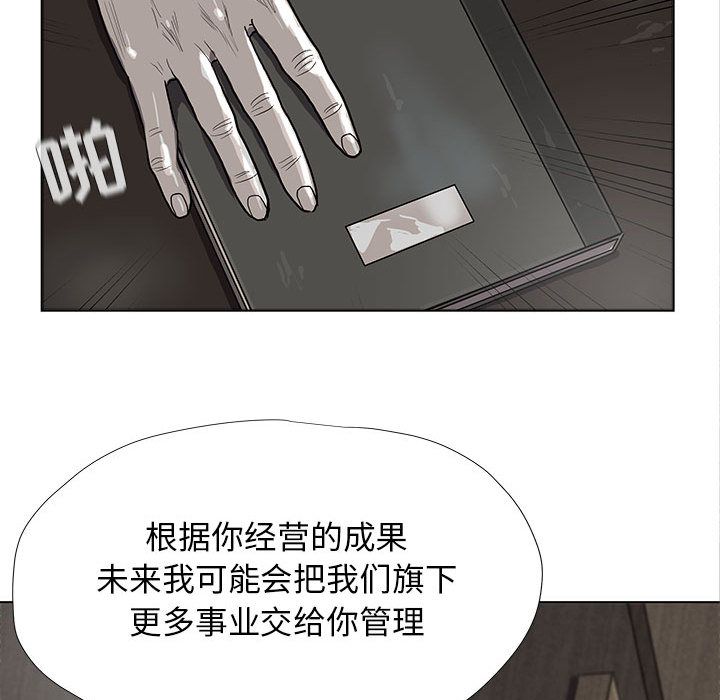 啪
根据你经营的成果
未来我可能会把我们旗下
更多事业交给你管理